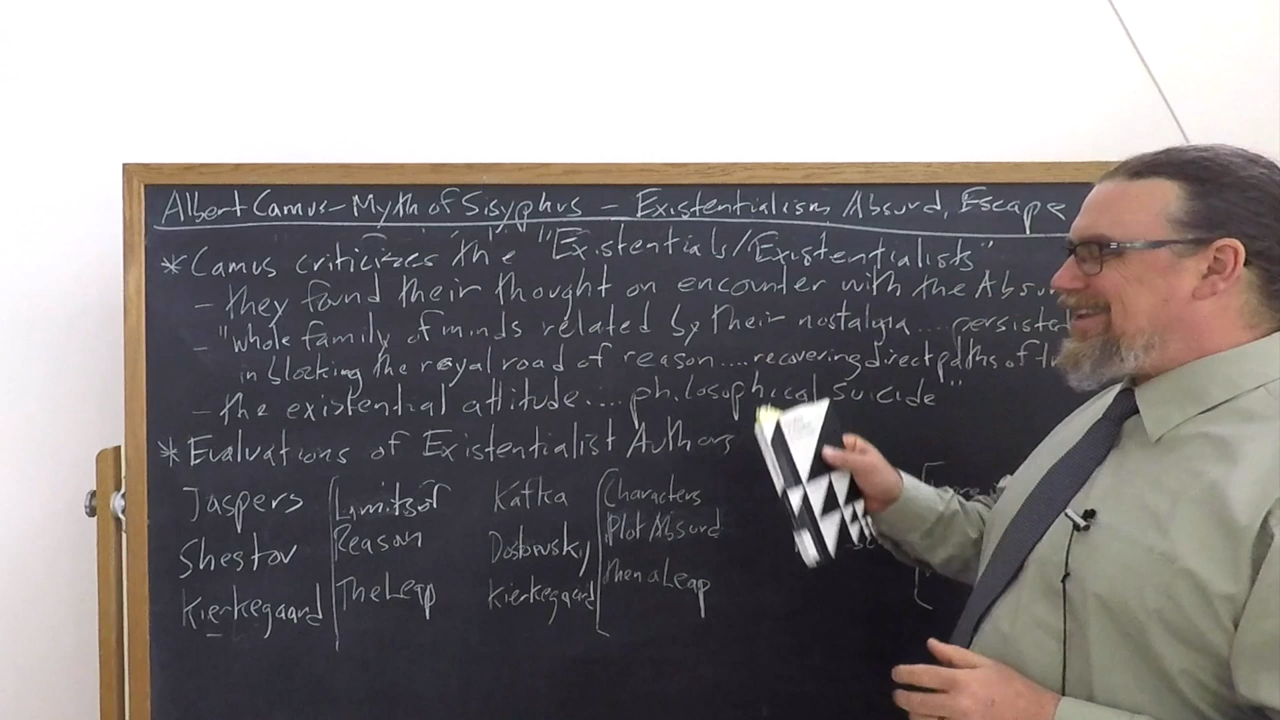 Albert Camus - Myth of Sisyphus - Existentialism, Absurd, Escape
* Camus criticizes the "Existentials/Existentialists"
- they found their thought on encounter with the Absu
- "whole family of minds related by their nostalgia .... persiste
in blocking the royal road of reason .... recovering direct paths of t
- the existential attitude .... philosophical suicide"
* Evaluations of Existentialist Authors
Jaspers
Shestov
Kierkegaard
Limits of
Reason
The Leap
Kafka
Dostoevsky
Kierkegaard
Characters
Plot Absurd
Then a Leap